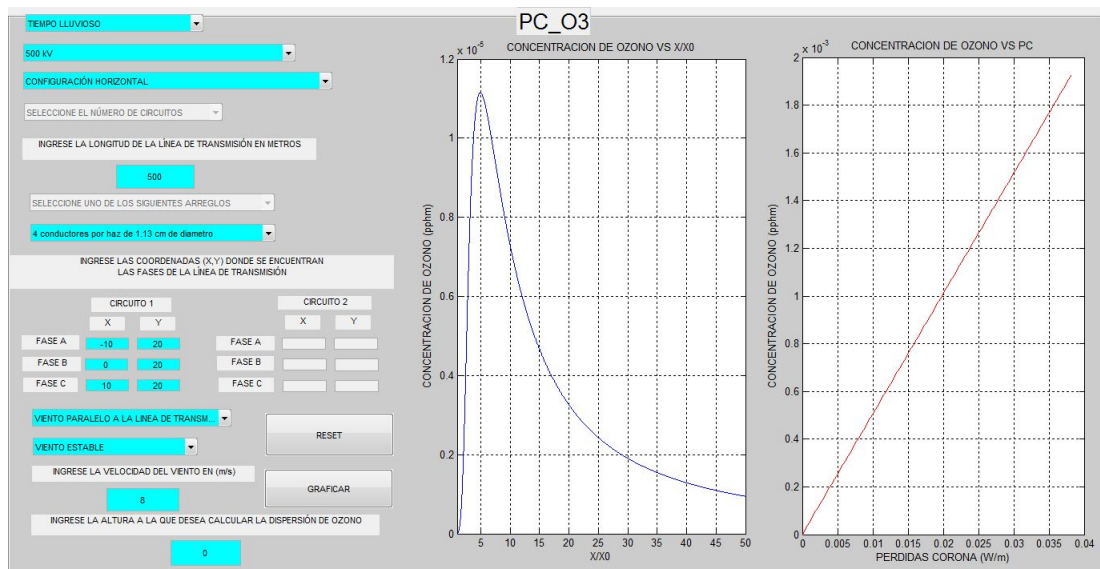 PC_O3
TIEMPO LLUVIOSO
500 kV
CONFIGURACIÓN HORIZONTAL
SELECCIONE EL NÚMERO DE CIRCUITOS
INGRESE LA LONGITUD DE LA LÍNEA DE TRANSMISIÓN EN METROS
500
SELECCIONE UNO DE LOS SIGUIENTES ARREGLOS
4 conductores por haz de 1.13 cm de diametro
INGRESE LAS COORDENADAS (X,Y) DONDE SE ENCUENTRAN
LAS FASES DE LA LÍNEA DE TRANSMISIÓN
CIRCUITO 1
X Y
FASE A -10 20
FASE B 0 20
FASE C 10 20
CIRCUITO 2
X Y
FASE A
FASE B
FASE C
VIENTO PARALELO A LA LINEA DE TRANSM...
VIENTO ESTABLE
RESET
INGRESE LA VELOCIDAD DEL VIENTO EN (m/s)
8
GRAFICAR
INGRESE LA ALTURA A LA QUE DESEA CALCULAR LA DISPERSIÓN DE OZONO
0
CONCENTRACION DE OZONO VS X/X0
x 10-5
1.2
1
0.8
0.6
0.4
0.2
0
CONCENTRACION DE OZONO (pphm)
5 10 15 20 25 30 35 40 45 50
X/X0
CONCENTRACION DE OZONO VS PC
x 10-3
2
1.8
1.6
1.4
1.2
1
0.8
0.6
0.4
0.2
0
CONCENTRACION DE OZONO (pphm)
0 0.005 0.01 0.015 0.02 0.025 0.03 0.035 0.04
PERDIDAS CORONA (W/m)